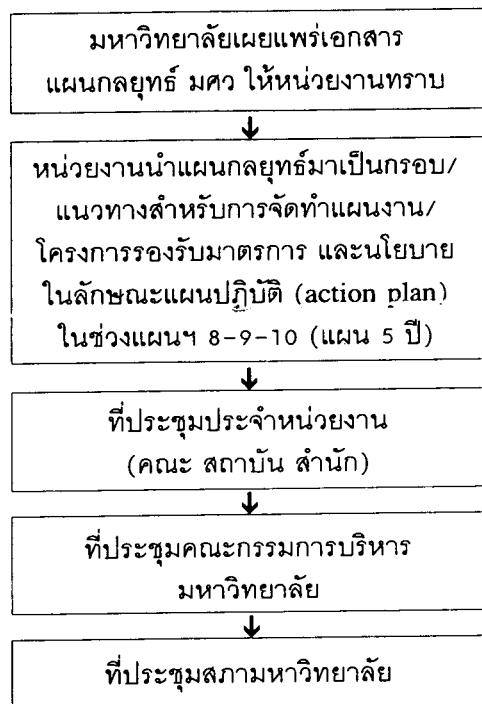 มหาวิทยาลัยเผยแพร่เอกสาร
แผนกลยุทธ์ มศว ให้หน่วยงานทราบ
หน่วยงานนำแผนกลยุทธ์มาเป็นกรอบ/
แนวทางสำหรับการจัดทำแผนงาน/
โครงการรองรับมาตรการ และนโยบาย
ในลักษณะแผนปฏิบัติ (action plan)
ในช่วงแผนฯ 8-9-10 (แผน 5 ปี)
ที่ประชุมประจำหน่วยงาน
(คณะ สถาบัน สำนัก)
ที่ประชุมคณะกรรมการบริหาร
มหาวิทยาลัย
ที่ประชุมสภามหาวิทยาลัย